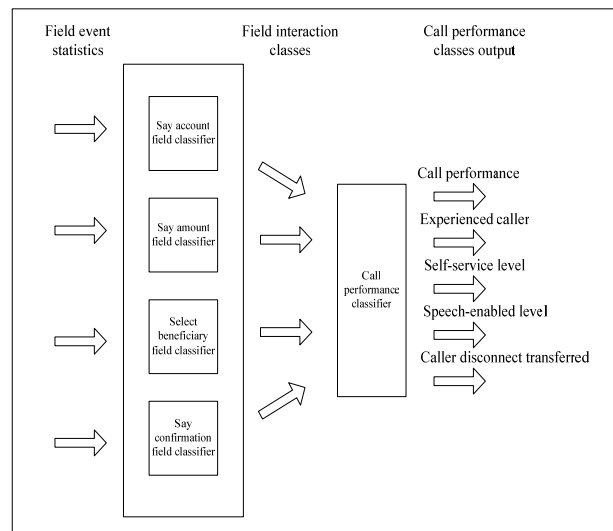 Field event
statistics
Field interaction
classes
Call performance
classes output
Say account
field classifier
Say amount
field classifier
Select
beneficiary
field classifier
Say
confirmation
field classifier
Call
performance
classifier
Call performance
Experienced caller
Self-service level
Speech-enabled level
Caller disconnect transferred